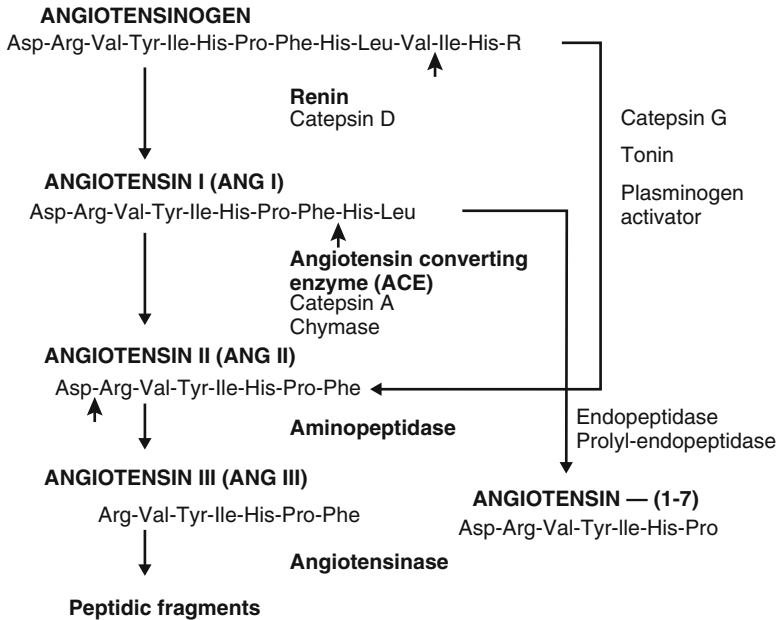 ANGIOTENSINOGEN
Asp-Arg-Val-Tyr-Ile-His-Pro-Phe-His-Leu-Val-Ile-His-R
Renin
Catepsin D
Catepsin G
Tonin
Plasminogen
activator
ANGIOTENSIN I (ANG I)
Asp-Arg-Val-Tyr-Ile-His-Pro-Phe-His-Leu
Angiotensin converting
enzyme (ACE)
Catepsin A
Chymase
ANGIOTENSIN II (ANG II)
Asp-Arg-Val-Tyr-Ile-His-Pro-Phe
Aminopeptidase
Endopeptidase
Prolyl-endopeptidase
ANGIOTENSIN III (ANG III)
Arg-Val-Tyr-Ile-His-Pro-Phe
ANGIOTENSIN — (1-7)
Asp-Arg-Val-Tyr-Ile-His-Pro
Angiotensinase
Peptidic fragments